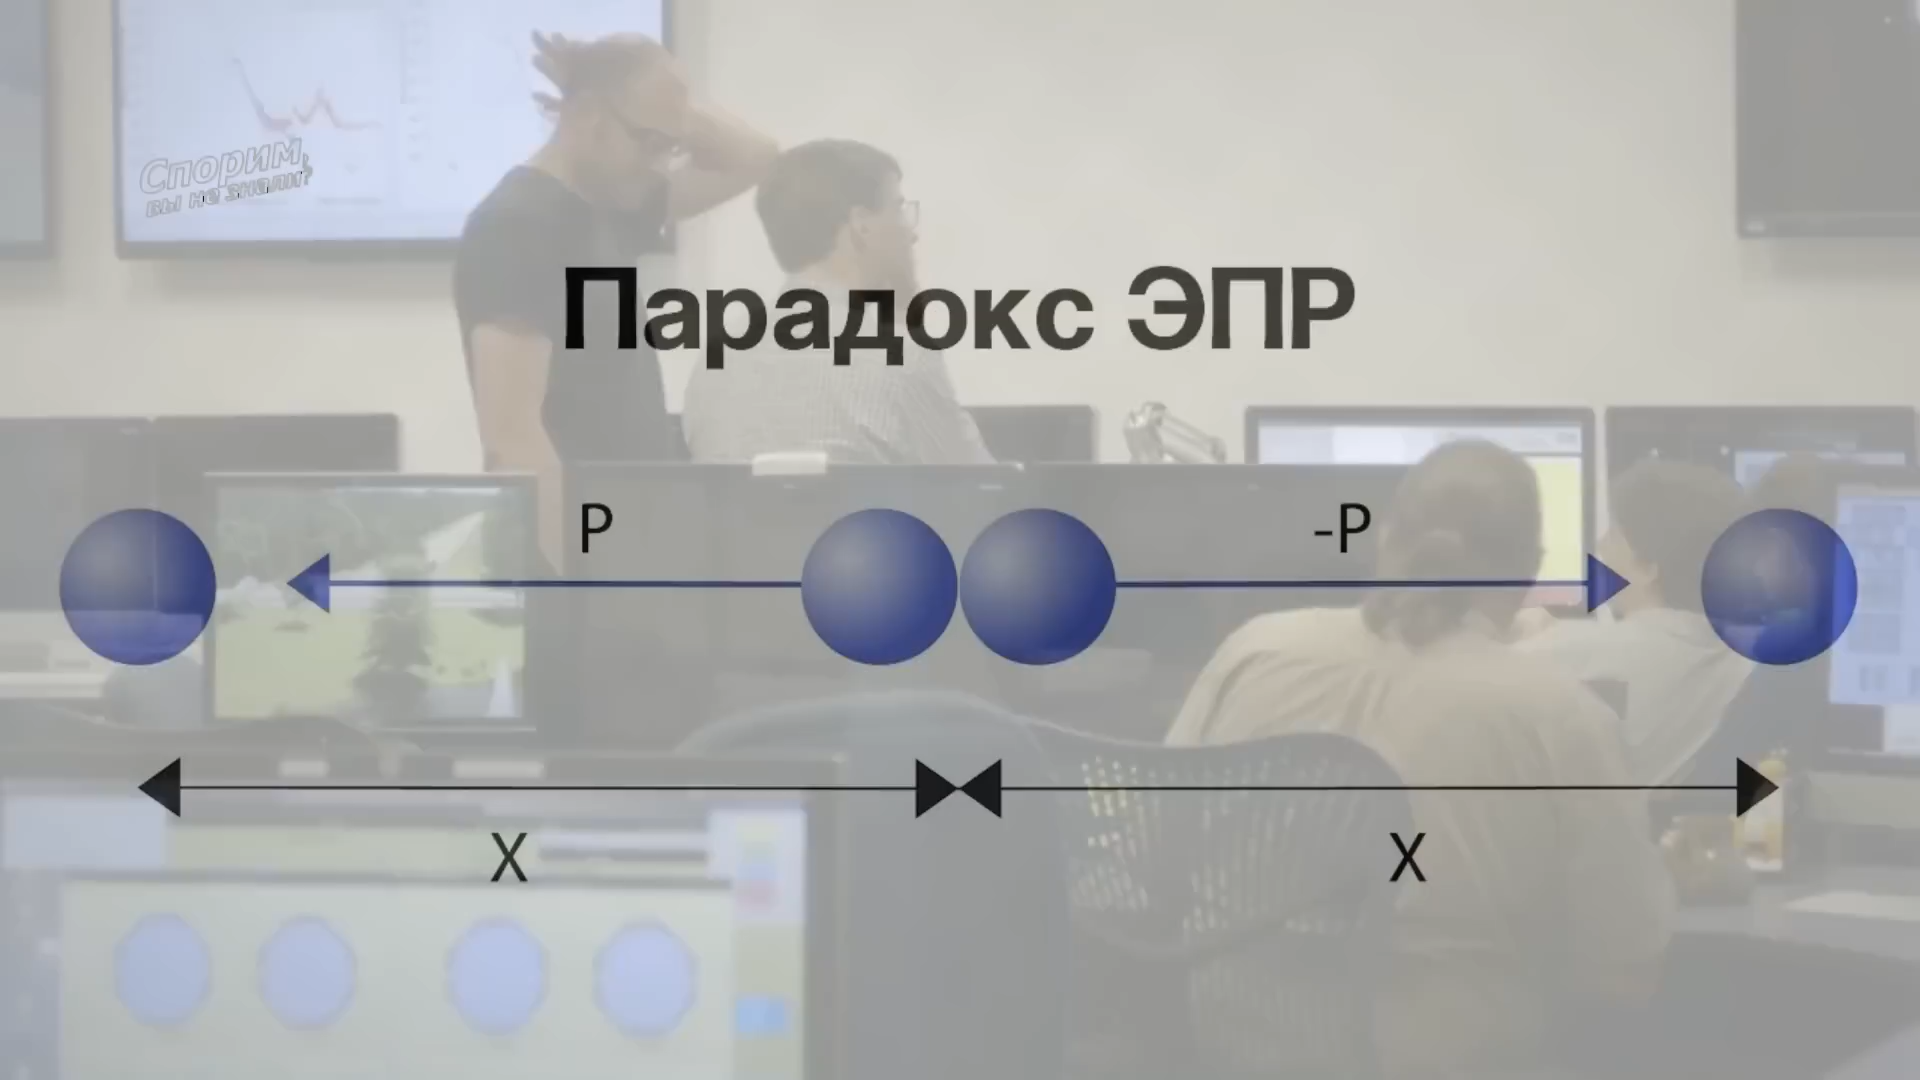 Спорим,
вы не знали?
Парадокс ЭПР
P
-P
X
X